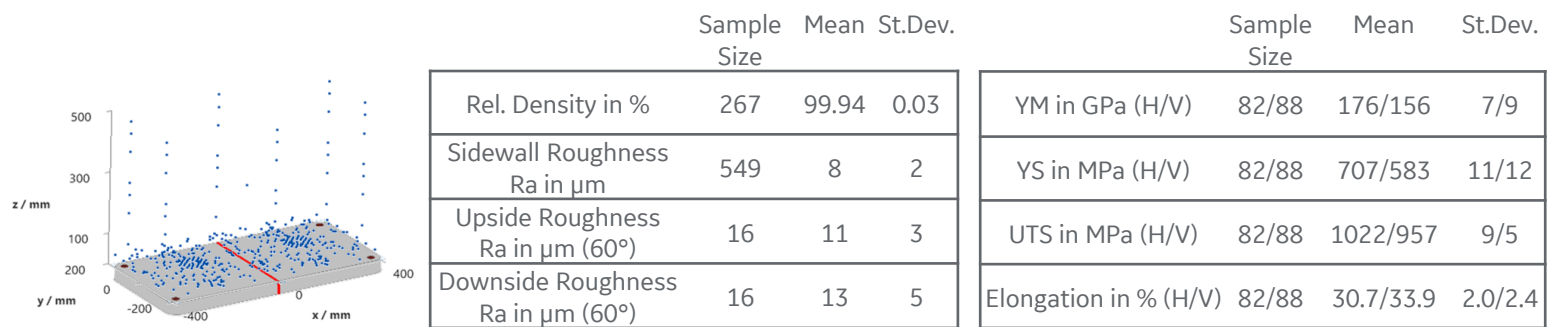 500
300
z / mm
100
200
0
y / mm
-200
-400
x / mm
0
400
Sample Size Mean St.Dev.
Rel. Density in % 267 99.94 0.03
Sidewall Roughness Ra in µm 549 8 2
Upside Roughness Ra in µm (60°) 16 11 3
Downside Roughness Ra in µm (60°) 16 13 5
Sample Size Mean St.Dev.
YM in GPa (H/V) 82/88 176/156 7/9
YS in MPa (H/V) 82/88 707/583 11/12
UTS in MPa (H/V) 82/88 1022/957 9/5
Elongation in % (H/V) 82/88 30.7/33.9 2.0/2.4